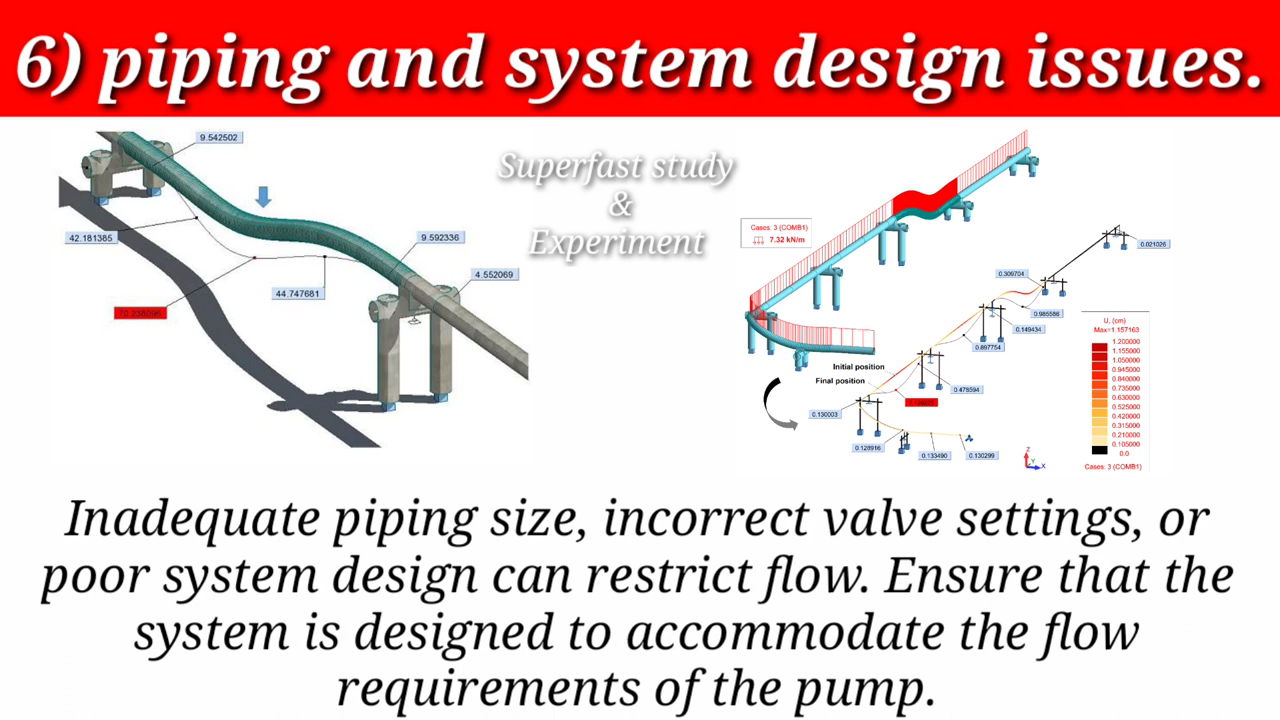 6) piping and system design issues.
Superfast study
&
Experiment
9.542502
42.181385
9.592336
4.552069
44.747681
Cases: 3 (COMB1)
7.32 kN/m
0.021026
0.309704
0.985586
0.149434
0.897754
Initial position
Final position
0.478594
0.130003
0.128916
0.133490
0.130299
U, (cm)
Max=1.157163
1.200000
1.155000
1.050000
0.945000
0.840000
0.735000
0.630000
0.525000
0.420000
0.315000
0.210000
0.105000
0.0
Cases: 3 (COMB1)
Z
Y
X
Inadequate piping size, incorrect valve settings, or
poor system design can restrict flow. Ensure that the
system is designed to accommodate the flow
requirements of the pump.